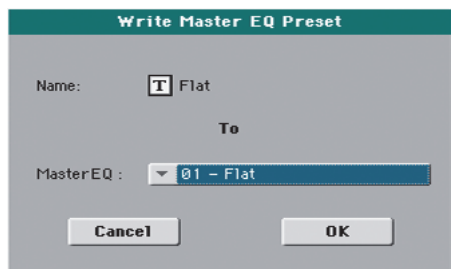 Write Master EQ Preset
Name: T Flat
To
MasterEQ : 01 - Flat
Cancel OK